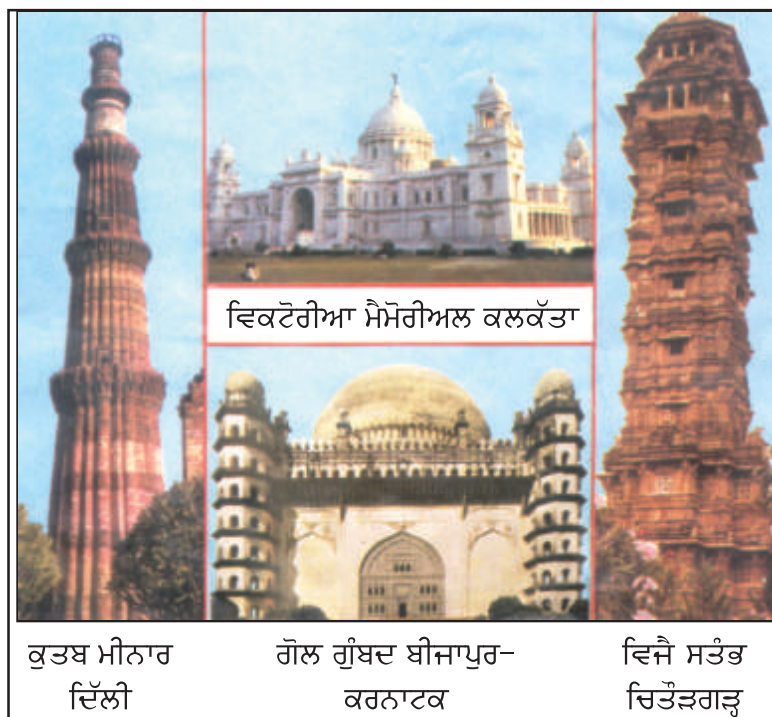 ਵਿਕਟੋਰੀਆ ਮੈਮੋਰੀਅਲ ਕਲਕੱਤਾ
ਕੁਤਬ ਮੀਨਾਰ
ਦਿੱਲੀ
ਗੋਲ ਗੁੰਬਦ ਬੀਜਾਪੁਰ-
ਕਰਨਾਟਕ
ਵਿਜੈ ਸਤੰਭ
ਚਿਤੌੜਗੜ੍ਹ